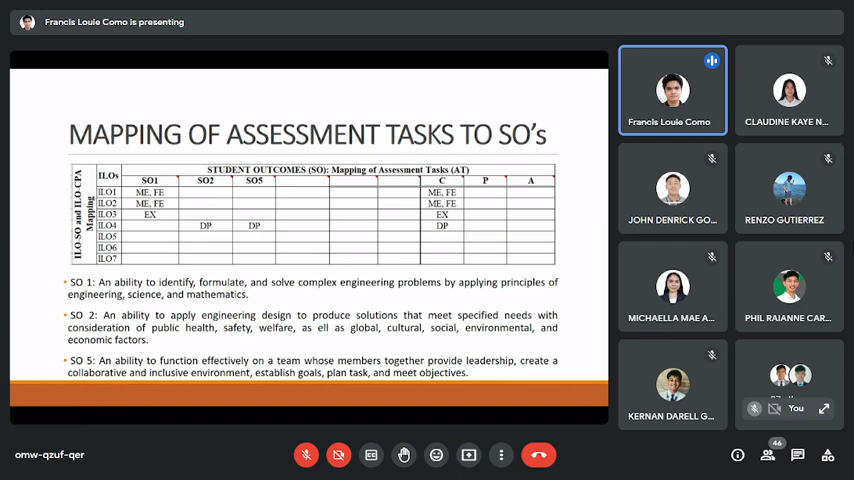 Francis Louie Como is presenting
MAPPING OF ASSESSMENT TASKS TO SO's
ILO-SO and ILO-CPA Mapping
ILOs STUDENT OUTCOMES (SO): Mapping of Assessment Tasks (AT)
SO1 SO2 SO5 C P A
ILO1 ME, FE ME, FE
ILO2 ME, FE ME, FE
ILO3 EX EX
ILO4 DP DP DP
ILO5
ILO6
ILO7
• SO 1: An ability to identify, formulate, and solve complex engineering problems by applying principles of
engineering, science, and mathematics.
• SO 2: An ability to apply engineering design to produce solutions that meet specified needs with
consideration of public health, safety, welfare, as ell as global, cultural, social, environmental, and
economic factors.
• SO 5: An ability to function effectively on a team whose members together provide leadership, create a
collaborative and inclusive environment, establish goals, plan task, and meet objectives.
Francis Louie Como
CLAUDINE KAYE N...
JOHN DENRICK GO...
RENZO GUTIERREZ
MICHAELLA MAE A...
PHIL RAIANNE CAR...
KERNAN DARELL G...
You
omw-qzuf-qer
46